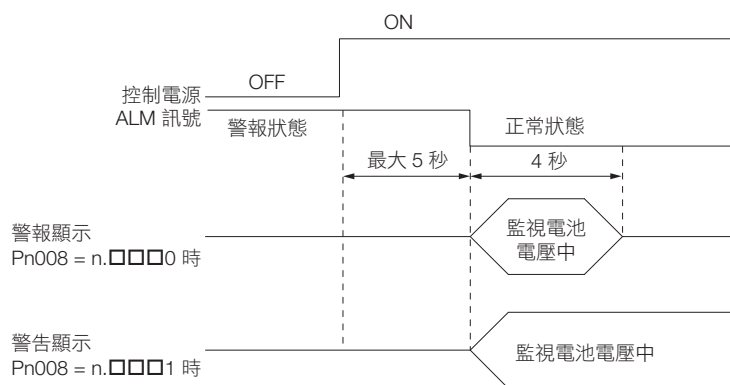 ON
OFF
控制電源
ALM 訊號
警報狀態
正常狀態
最大 5 秒
4 秒
警報顯示
Pn008 = n.□□□0 時
監視電池
電壓中
警告顯示
Pn008 = n.□□□1 時
監視電池電壓中